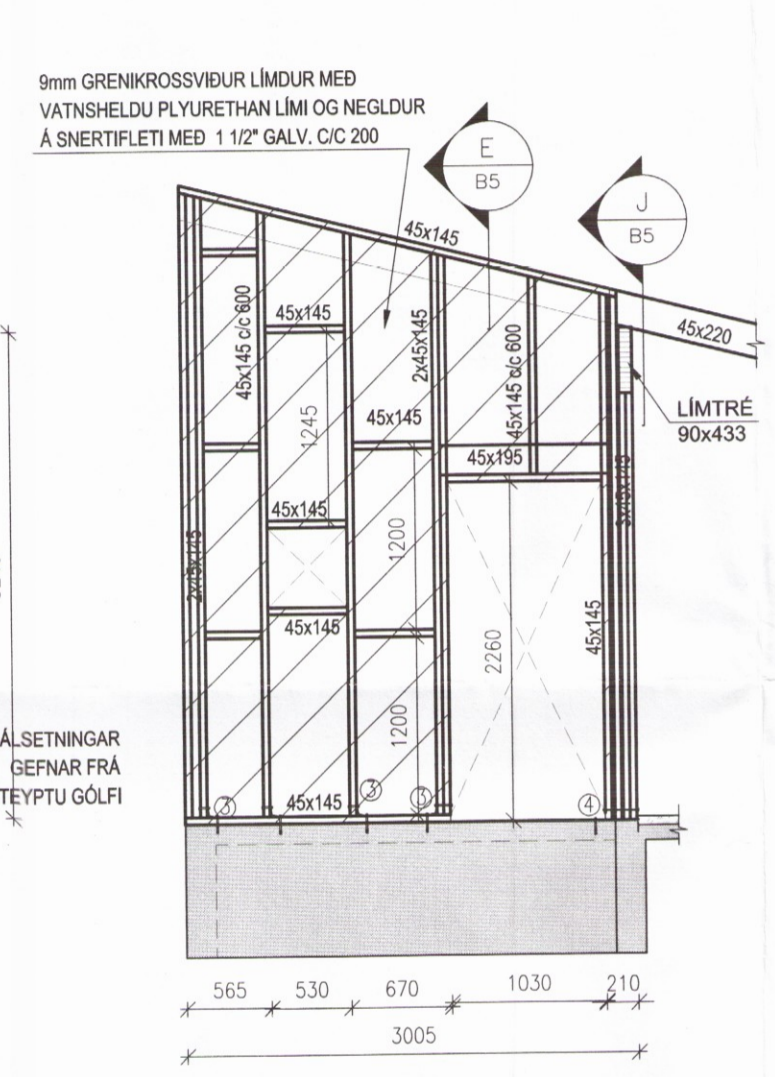 9mm GRENIKROSSVIÐUR LÍMDUR MEÐ
VATNSHELDU PLYURETHAN LÍMI OG NEGLDUR
Á SNERTIFLETI MEÐ 1 1/2" GALV. C/C 200
E
B5
J
B5
45x145
45x220
45x145 c/c 600
45x145
2x45x145
45x145 c/c 600
LÍMTRÉ
90x433
1245
45x145
45x195
3x45x145
45x145
1200
2x45x145
45x145
2260
45x145
1200
ÁLSETNINGAR
GEFNAR FRÁ
TEYPTU GÓLFI
3
45x145
3
3
4
565
530
670
1030
210
3005